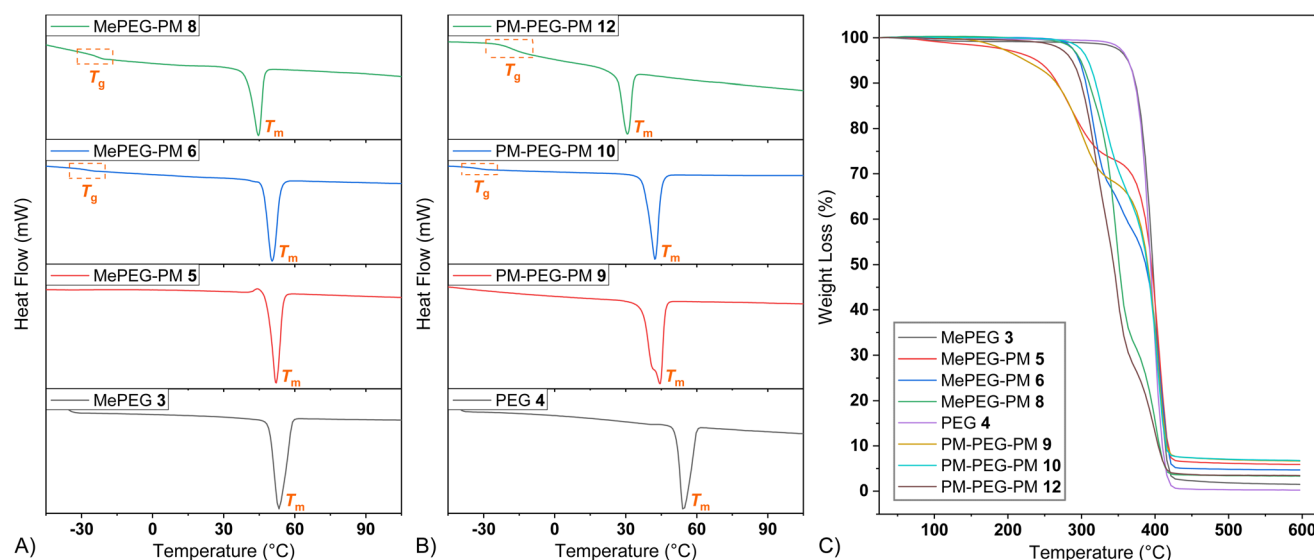 MePEG-PM 8
Tg
Tm
MePEG-PM 6
Tg
Tm
MePEG-PM 5
Tm
MePEG 3
Tm
Heat Flow (mW)
-30 0 30 60 90
Temperature (°C)
A)
PM-PEG-PM 12
Tg
Tm
PM-PEG-PM 10
Tg
Tm
PM-PEG-PM 9
Tm
PEG 4
Tm
Heat Flow (mW)
-30 0 30 60 90
Temperature (°C)
B)
100
90
80
70
60
50
40
30
20
10
0
Weight Loss (%)
MePEG 3
MePEG-PM 5
MePEG-PM 6
MePEG-PM 8
PEG 4
PM-PEG-PM 9
PM-PEG-PM 10
PM-PEG-PM 12
100 200 300 400 500 600
Temperature (°C)
C)